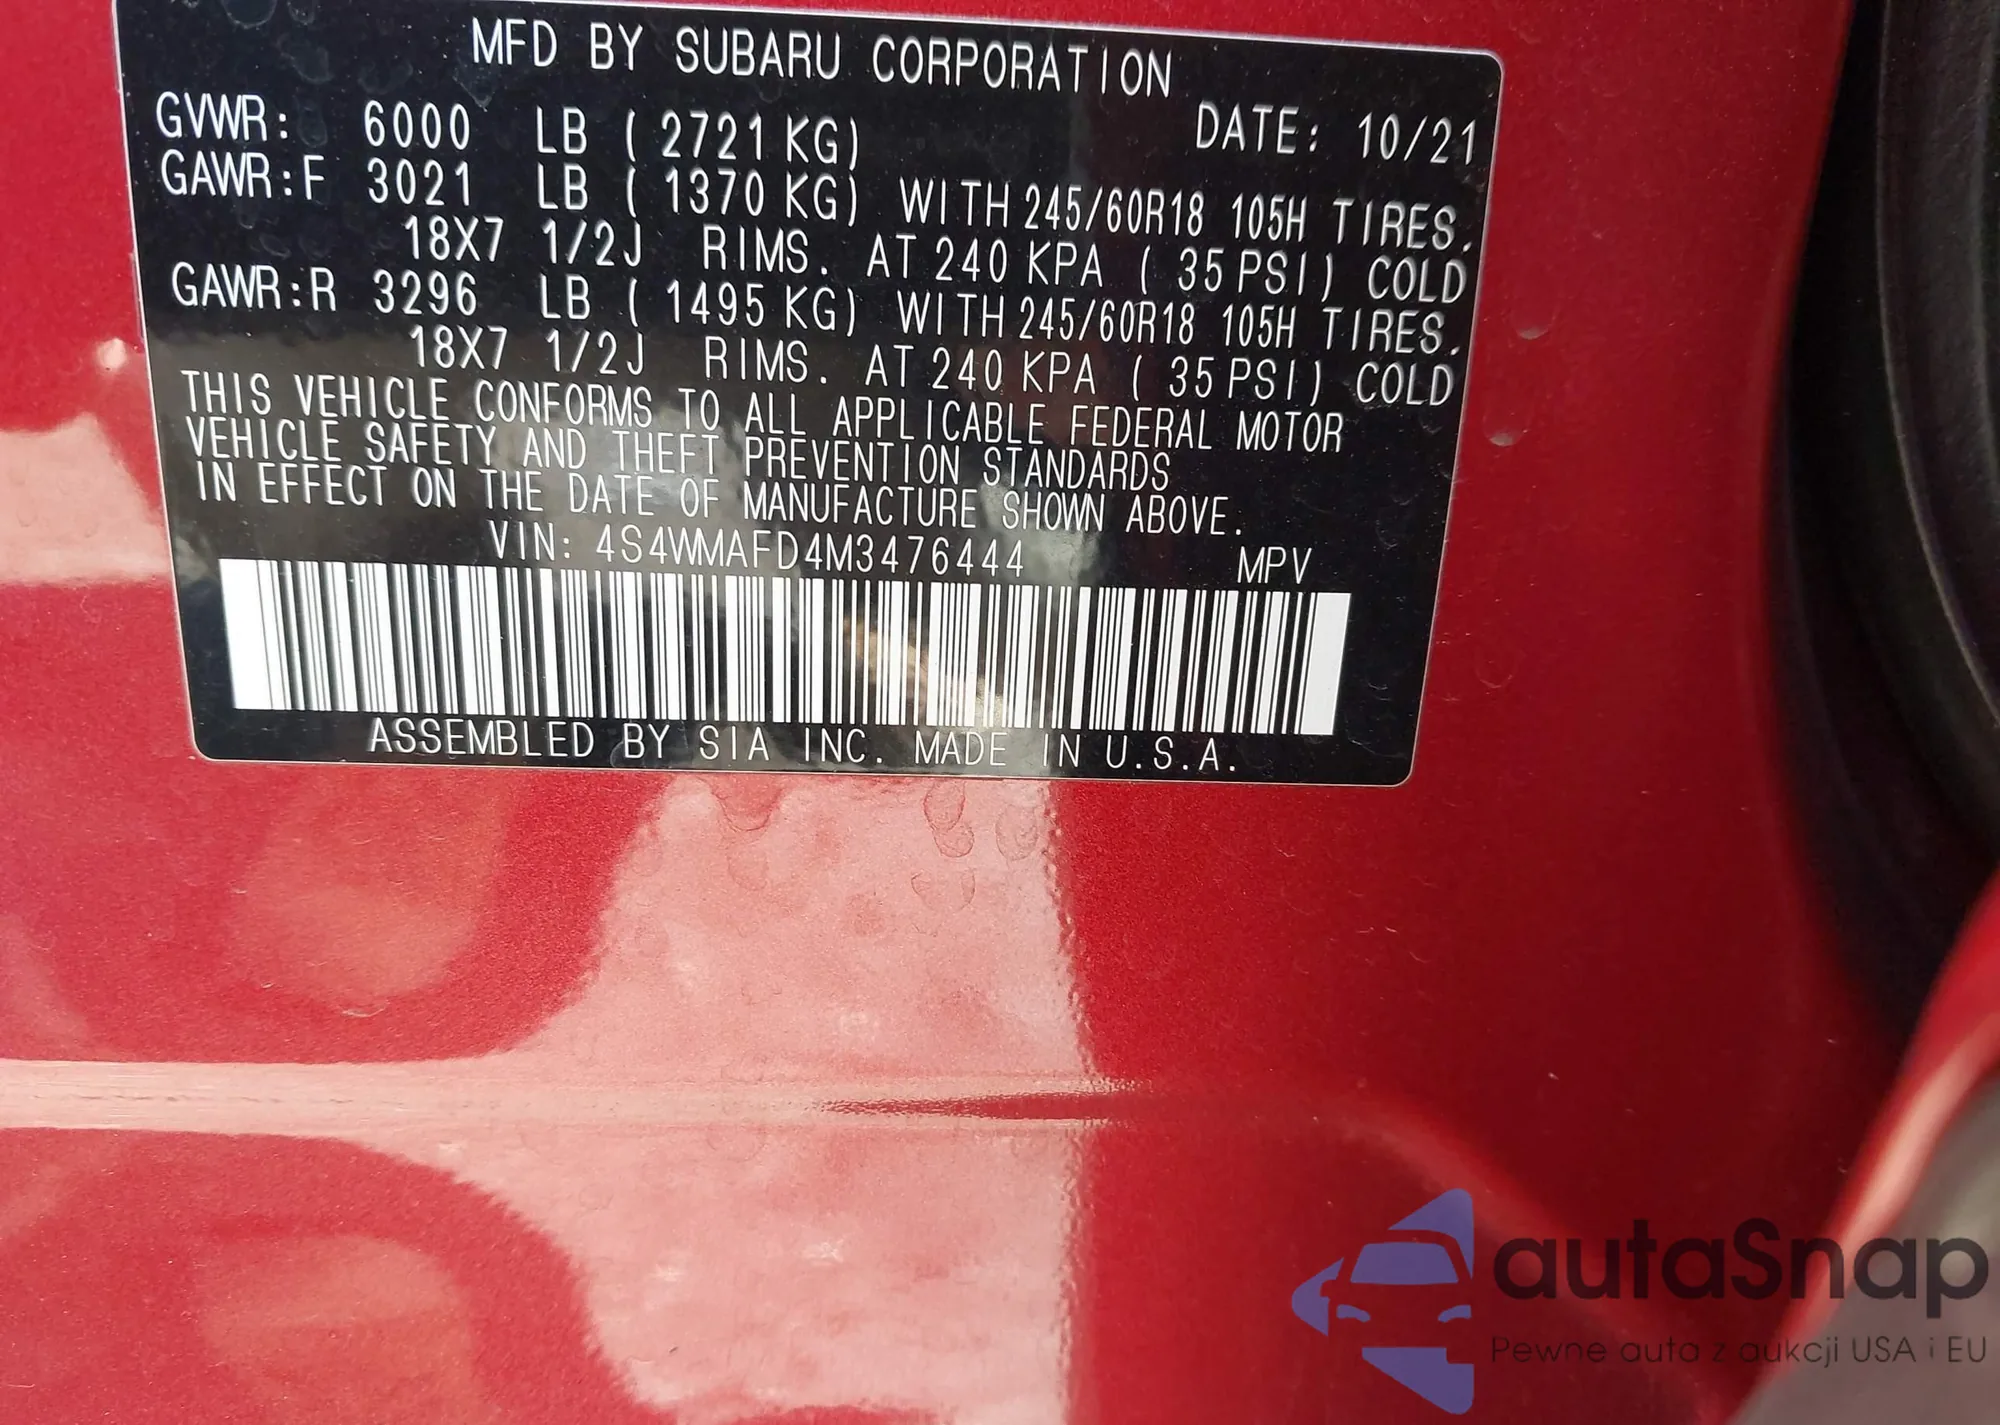 MFD BY SUBARU CORPORATION
GVWR: 6000 LB ( 2721 KG) DATE: 10/21
GAWR:F 3021 LB ( 1370 KG) WITH 245/60R18 105H TIRES.
18X7 1/2J RIMS. AT 240 KPA ( 35 PSI) COLD
GAWR:R 3296 LB ( 1495 KG) WITH 245/60R18 105H TIRES.
18X7 1/2J RIMS. AT 240 KPA ( 35 PSI) COLD
THIS VEHICLE CONFORMS TO ALL APPLICABLE FEDERAL MOTOR
VEHICLE SAFETY AND THEFT PREVENTION STANDARDS
IN EFFECT ON THE DATE OF MANUFACTURE SHOWN ABOVE.
VIN: 4S4WMAFD4M3476444 MPV
ASSEMBLED BY SIA INC. MADE IN U.S.A.
autaSnap
Pewne auta z aukcji USA i EU